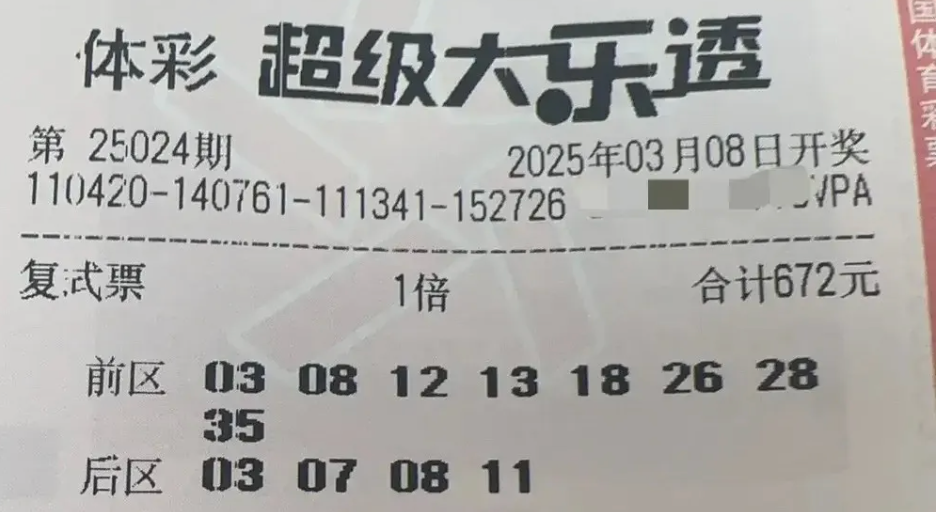 体彩 超级大乐透
第 25024期
2025年03月08日开奖
110420-140761-111341-152726 VPA
复式票 1倍 合计672元
前区 03 08 12 13 18 26 28
35
后区 03 07 08 11
国体育彩票